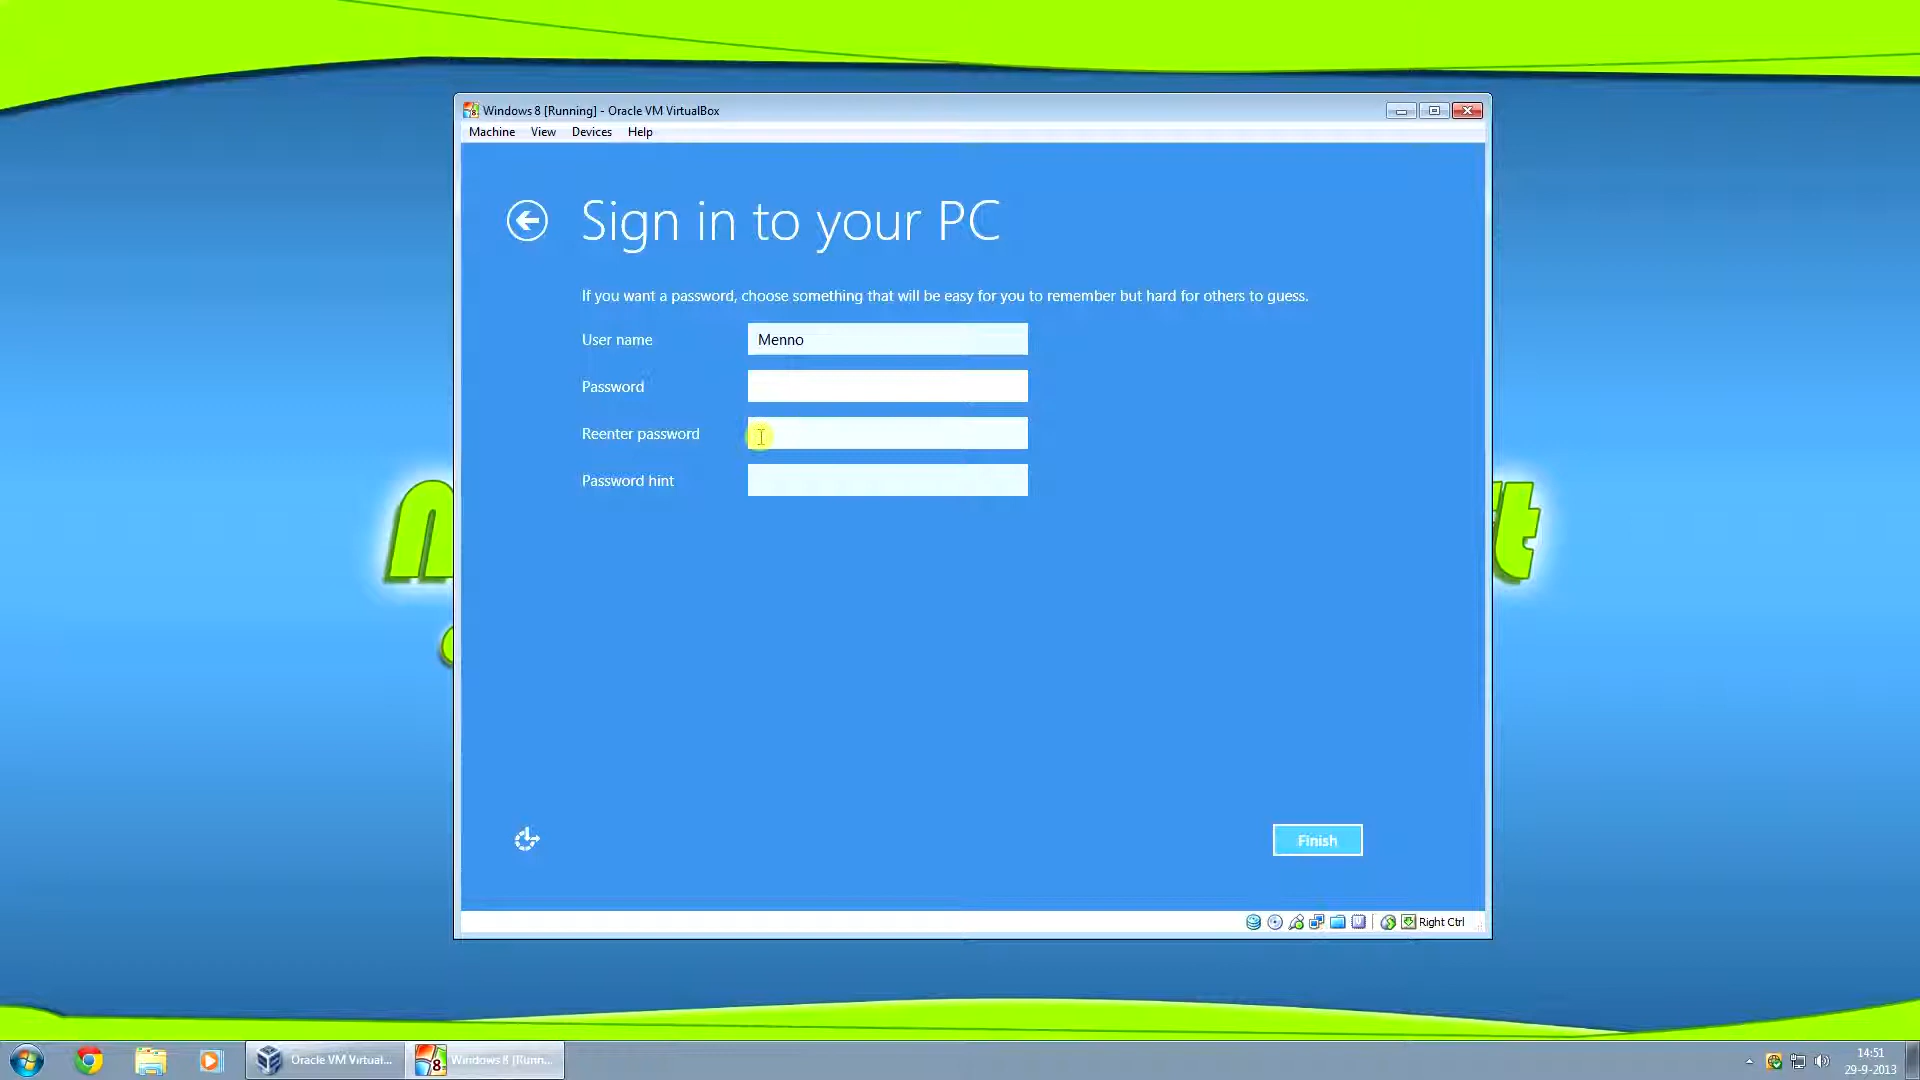 Windows 8 [Running] - Oracle VM VirtualBox
Machine View Devices Help
Sign in to your PC
If you want a password, choose something that will be easy for you to remember but hard for others to guess.
User name Menno
Password
Reenter password
Password hint
Finish
Right Ctrl
Oracle VM Virtual...
Windows 8 [Runn...
14:51
29-9-2013